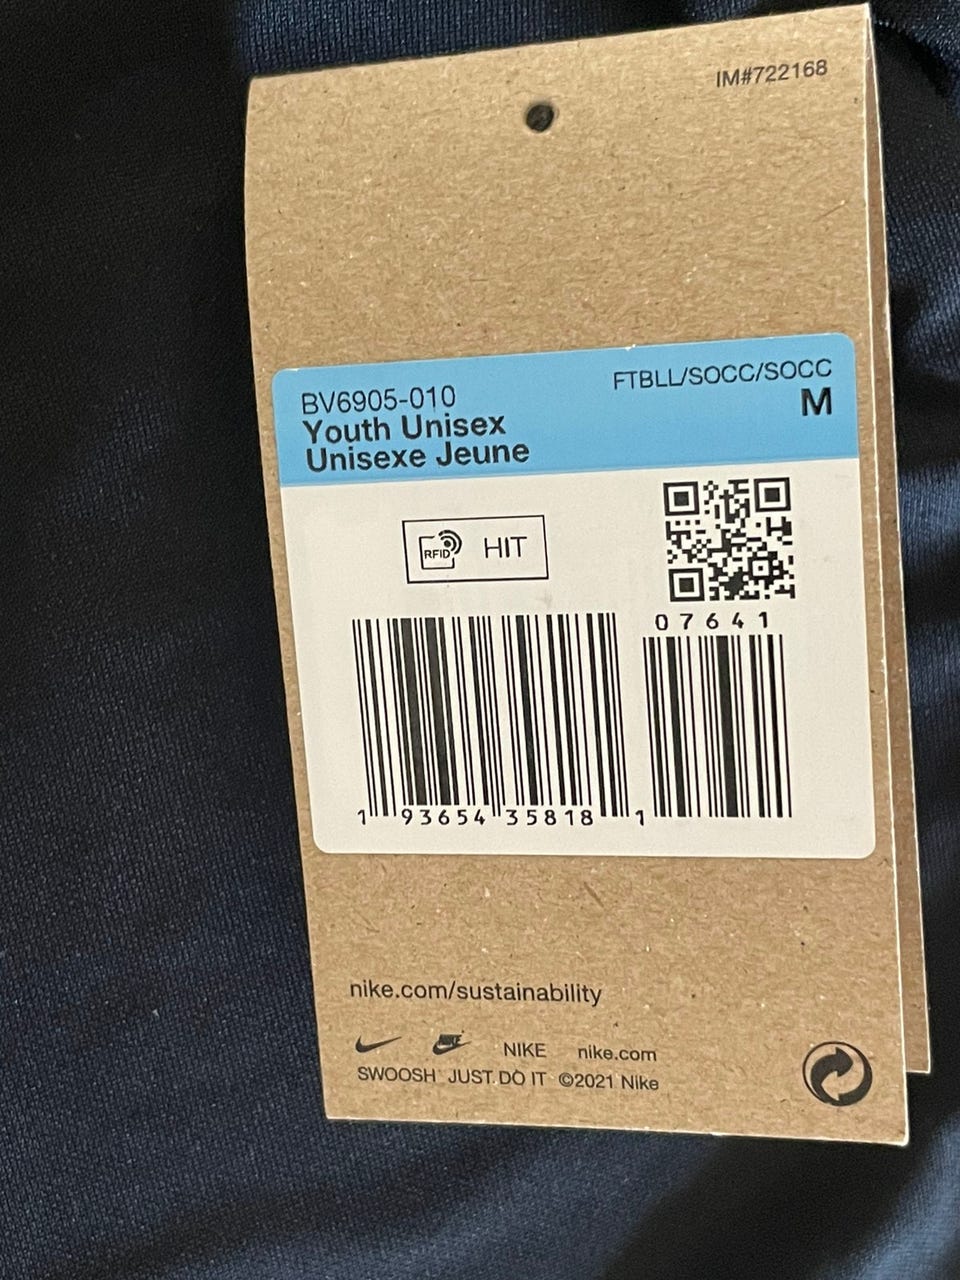 IM#722168
BV6905-010
FTBLL/SOCC/SOCC
Youth Unisex
M
Unisexe Jeune
RFID HIT
07641
1 93654 35818 1
nike.com/sustainability
NIKE NIKE nike.com
SWOOSH JUST DO IT ©2021 Nike